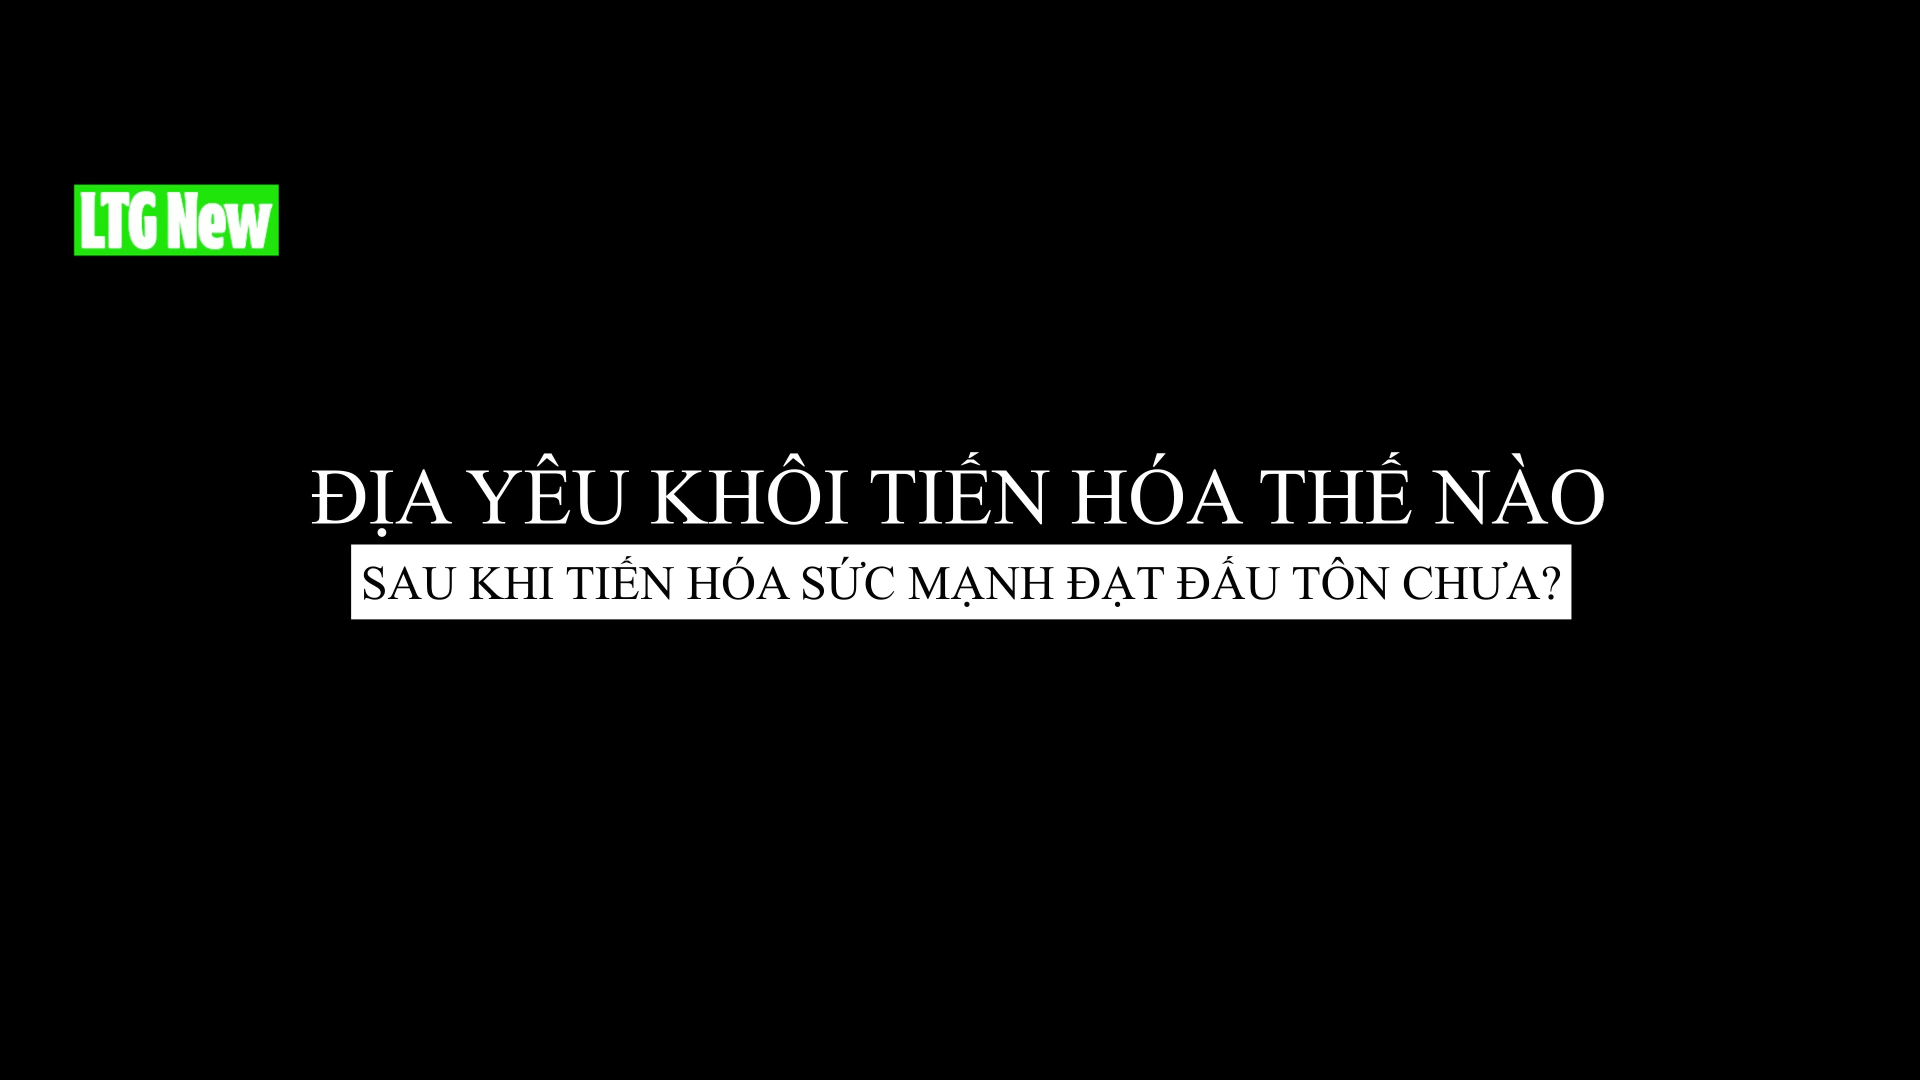 LTG New
ĐỊA YÊU KHÔI TIẾN HÓA THẾ NÀO
SAU KHI TIẾN HÓA SỨC MẠNH ĐẠT ĐẤU TÔN CHƯA?